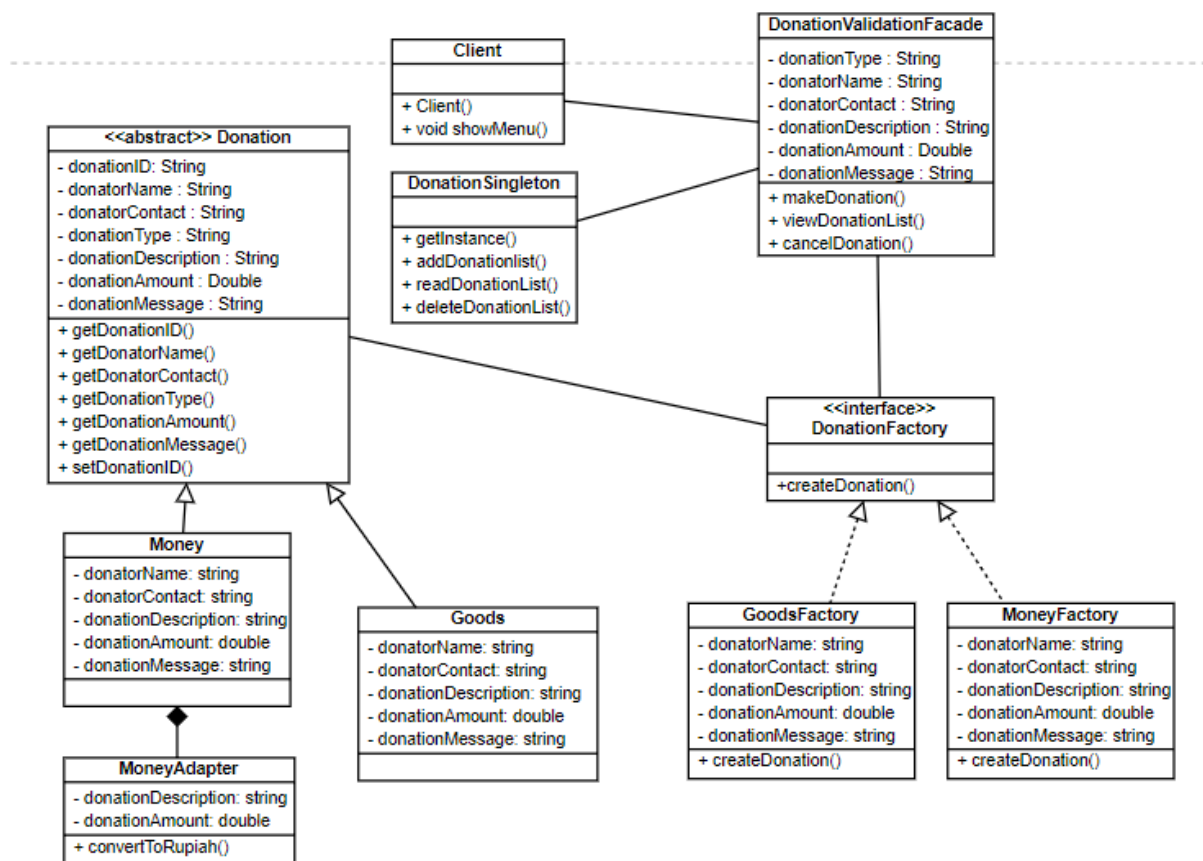 Client
+ Client()
+ void showMenu()
DonationValidationFacade
- donationType : String
- donatorName : String
- donatorContact : String
- donationDescription : String
- donationAmount : Double
- donationMessage : String
+ makeDonation()
+ viewDonationList()
+ cancelDonation()
<<abstract>> Donation
- donationID: String
- donatorName : String
- donatorContact : String
- donationType : String
- donationDescription : String
- donationAmount : Double
- donationMessage : String
+ getDonationID()
+ getDonatorName()
+ getDonatorContact()
+ getDonationType()
+ getDonationAmount()
+ getDonationMessage()
+ setDonationID()
DonationSingleton
+ getInstance()
+ addDonationlist()
+ readDonationList()
+ deleteDonationList()
<<interface>>
DonationFactory
+createDonation()
Money
- donatorName: string
- donatorContact: string
- donationDescription: string
- donationAmount: double
- donationMessage: string
Goods
- donatorName: string
- donatorContact: string
- donationDescription: string
- donationAmount: double
- donationMessage: string
GoodsFactory
- donatorName: string
- donatorContact: string
- donationDescription: string
- donationAmount: double
- donationMessage: string
+ createDonation()
MoneyFactory
- donatorName: string
- donatorContact: string
- donationDescription: string
- donationAmount: double
- donationMessage: string
+ createDonation()
MoneyAdapter
- donationDescription: string
- donationAmount: double
+ convertToRupiah()